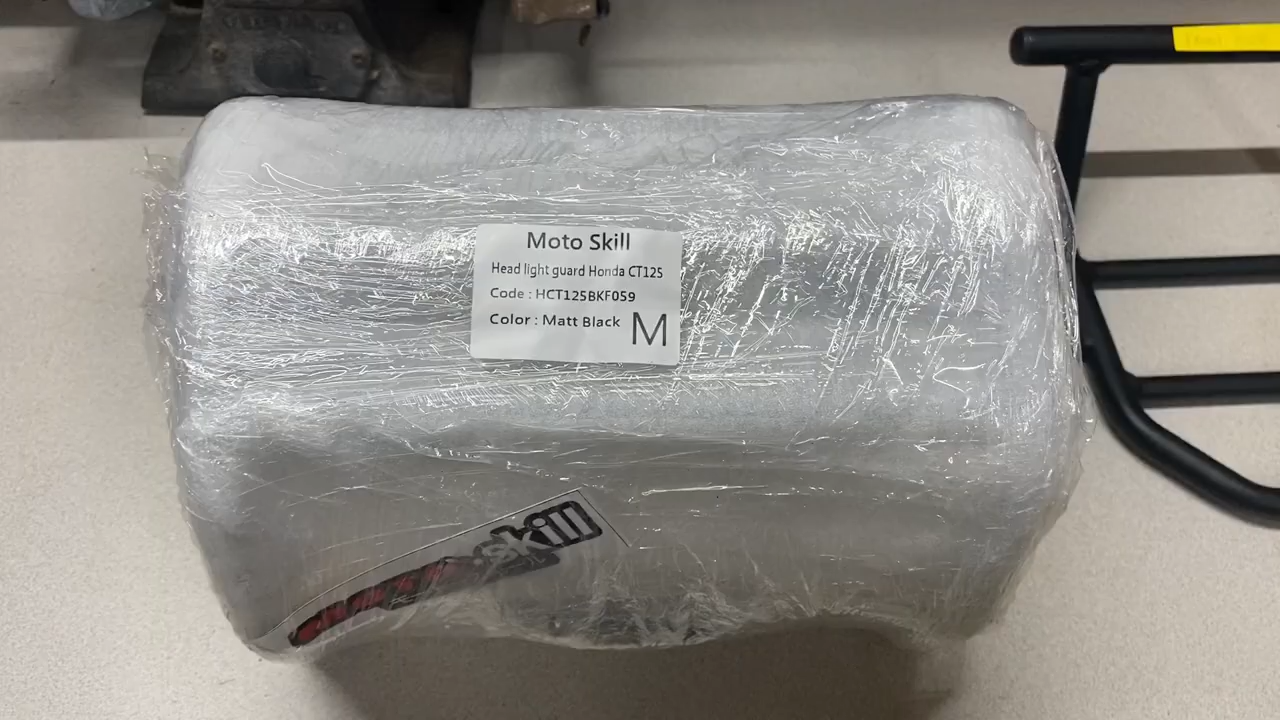 Moto Skill
Head light guard Honda CT125
Code : HCT125BKF059
Color : Matt Black M
skill